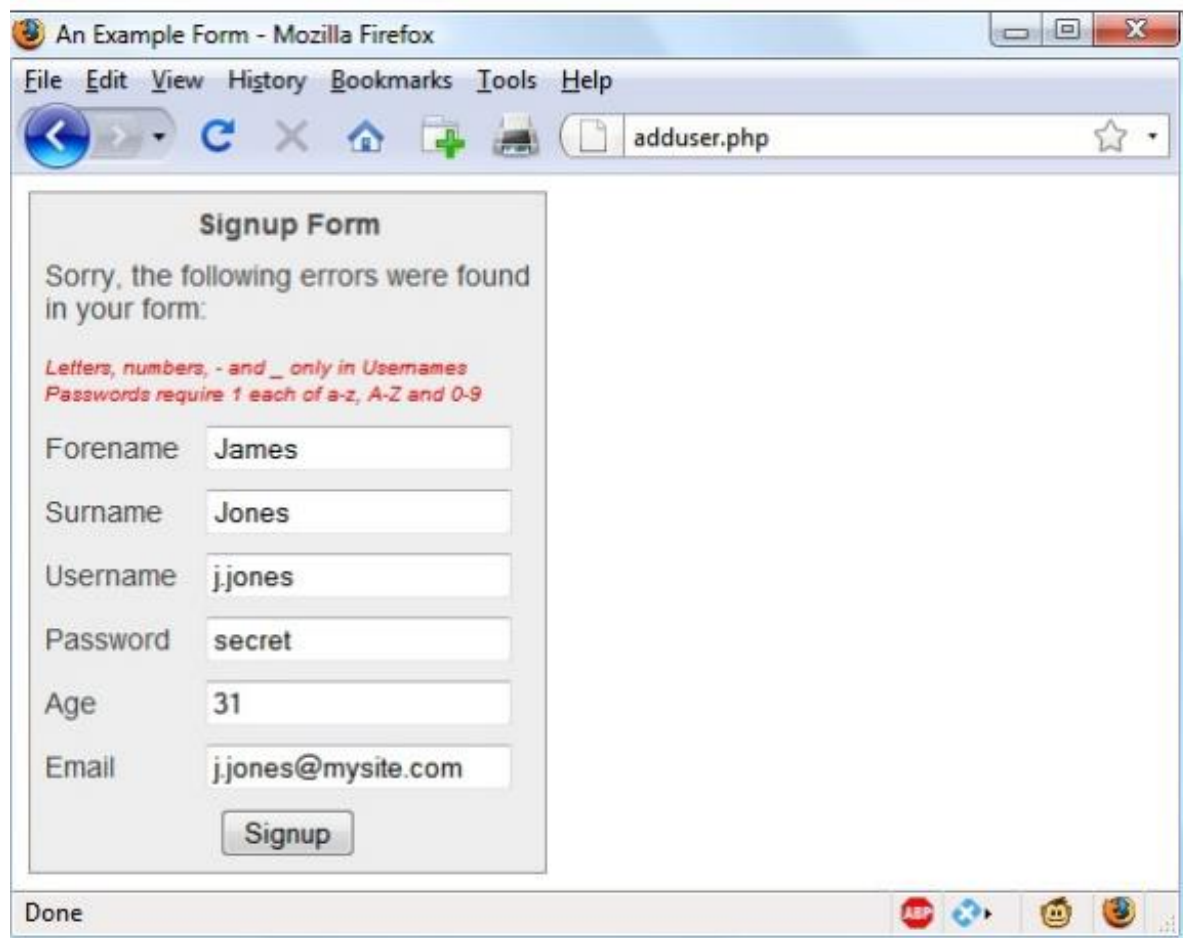 An Example Form - Mozilla Firefox
File Edit View History Bookmarks Tools Help
adduser.php
Signup Form
Sorry, the following errors were found
in your form:
Letters, numbers, - and _ only in Usernames
Passwords require 1 each of a-z, A-Z and 0-9
Forename James
Surname Jones
Username j.jones
Password secret
Age 31
Email j.jones@mysite.com
Signup
Done ABP